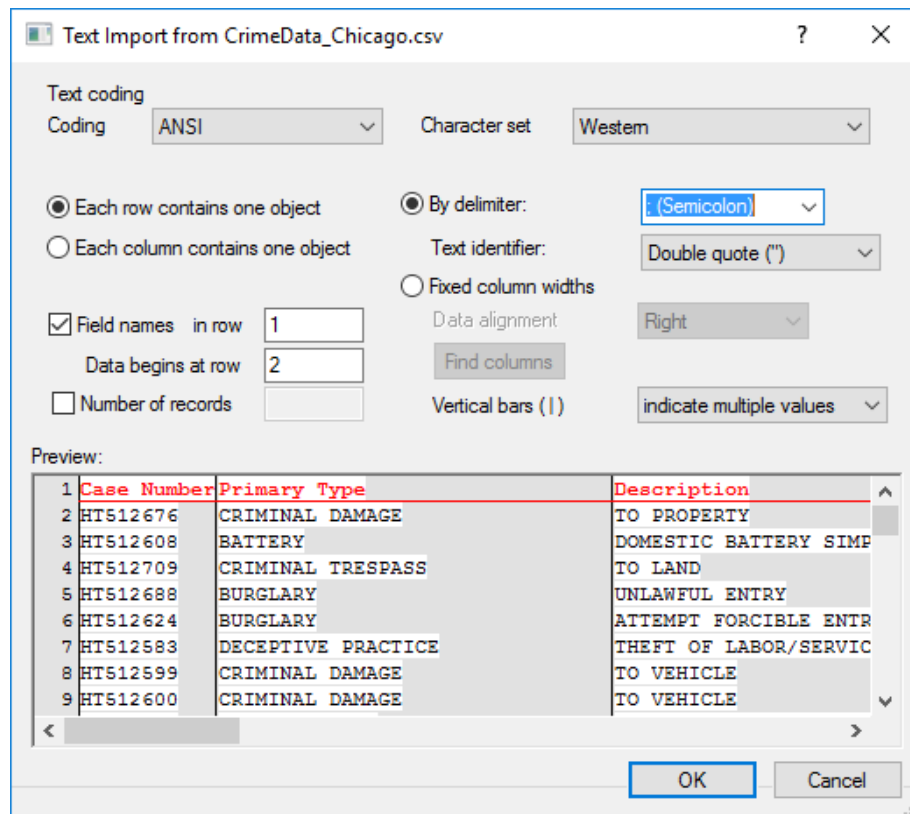 Text Import from CrimeData_Chicago.csv ? ×
Text coding
Coding ANSI Character set Western
Each row contains one object By delimiter: ; (Semicolon)
Each column contains one object Text identifier: Double quote (")
Fixed column widths
Field names in row 1 Data alignment Right
Data begins at row 2 Find columns
Number of records Vertical bars ( | ) indicate multiple values
Preview:
1 Case Number Primary Type Description
2 HT512676 CRIMINAL DAMAGE TO PROPERTY
3 HT512608 BATTERY DOMESTIC BATTERY SIMP
4 HT512709 CRIMINAL TRESPASS TO LAND
5 HT512688 BURGLARY UNLAWFUL ENTRY
6 HT512624 BURGLARY ATTEMPT FORCIBLE ENTR
7 HT512583 DECEPTIVE PRACTICE THEFT OF LABOR/SERVIC
8 HT512599 CRIMINAL DAMAGE TO VEHICLE
9 HT512600 CRIMINAL DAMAGE TO VEHICLE
OK Cancel